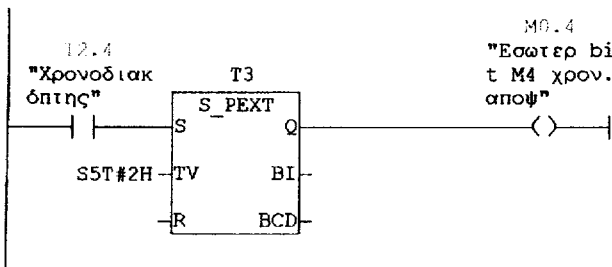 I2.4
"Χρονοδιακ
όπτης"
T3
S_PEXT
S
Q
S5T#2H
TV
BI
R
BCD
M0.4
"Εσωτερ bi
t M4 χρον.
αποψ"